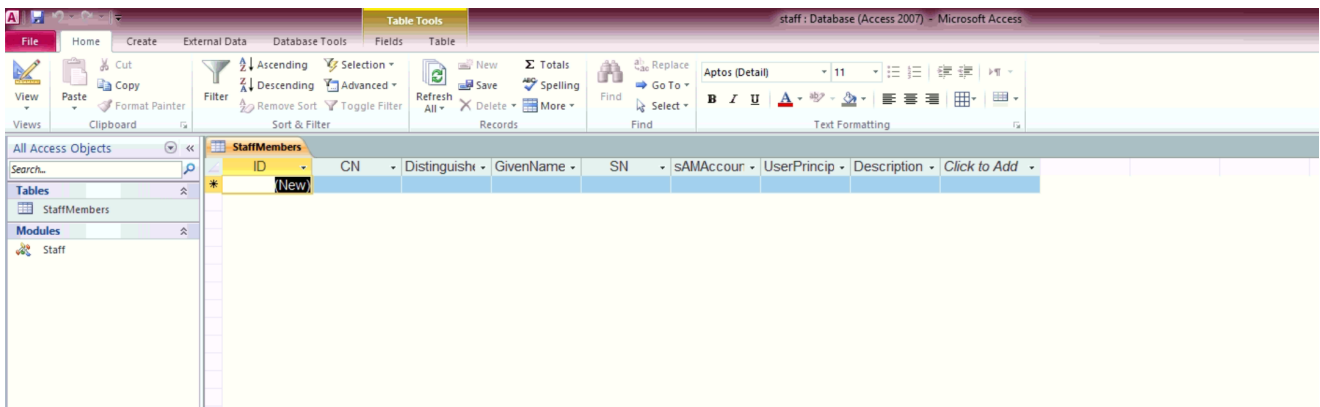 A staff : Database (Access 2007) - Microsoft Access
Table Tools
File Home Create External Data Database Tools Fields Table
View
Views
Paste
Cut
Copy
Format Painter
Clipboard
Filter
Ascending
Descending
Remove Sort
Selection
Advanced
Toggle Filter
Sort & Filter
Refresh
All
New
Save
Delete
Totals
Spelling
More
Records
Find
Replace
Go To
Select
Find
Aptos (Detail) 11
B I U A
Text Formatting
All Access Objects
Search...
Tables
StaffMembers
Modules
Staff
StaffMembers
ID CN Distinguishe GivenName SN sAMAccour UserPrincip Description Click to Add
(New)